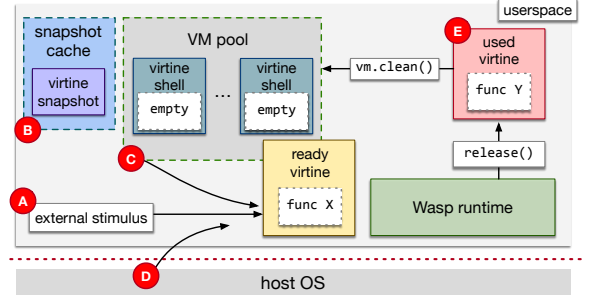 userspace
snapshot
cache
virtine
snapshot
B
VM pool
virtine
shell
empty
...
virtine
shell
empty
vm.clean()
E
used
virtine
func Y
release()
C
ready
virtine
func X
A
external stimulus
Wasp runtime
D
host OS